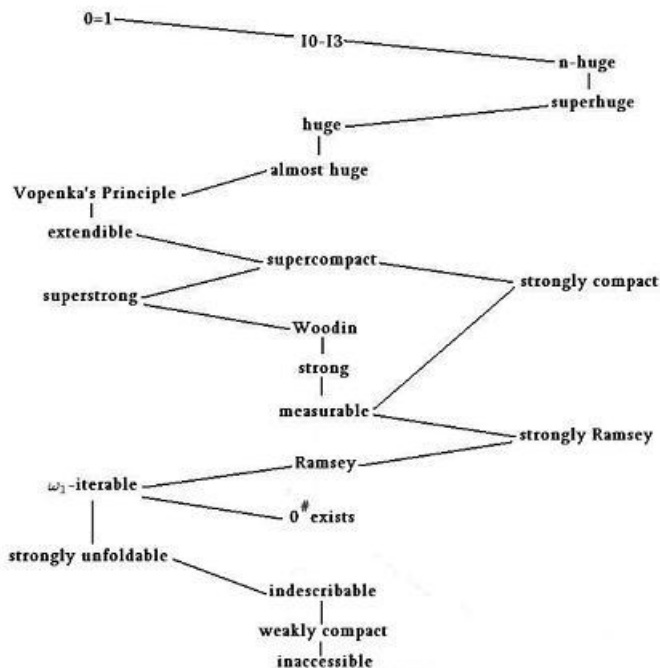 0=1
I0-I3
n-huge
superhuge
huge
almost huge
Vopenka's Principle
extendible
supercompact
strongly compact
superstrong
Woodin
strong
measurable
strongly Ramsey
Ramsey
ω₁-iterable
0# exists
strongly unfoldable
indescribable
weakly compact
inaccessible